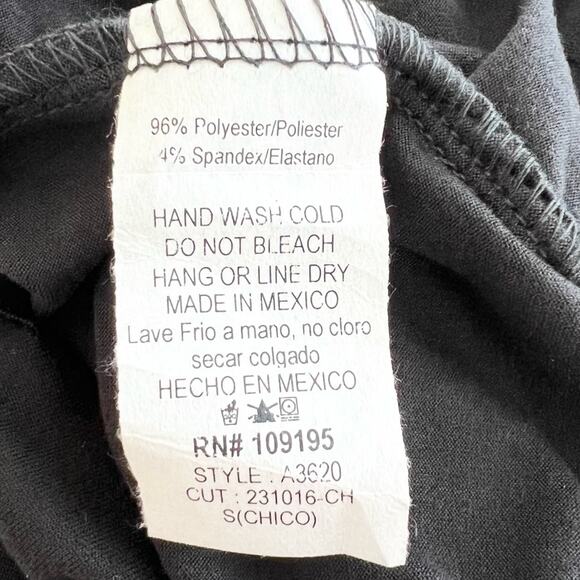 96% Polyester/Poliester
4% Spandex/Elastano
HAND WASH COLD
DO NOT BLEACH
HANG OR LINE DRY
MADE IN MEXICO
Lave Frio a mano, no cloro
secar colgado
HECHO EN MEXICO
RN# 109195
STYLE : A3620
CUT : 231016-CH
S(CHICO)